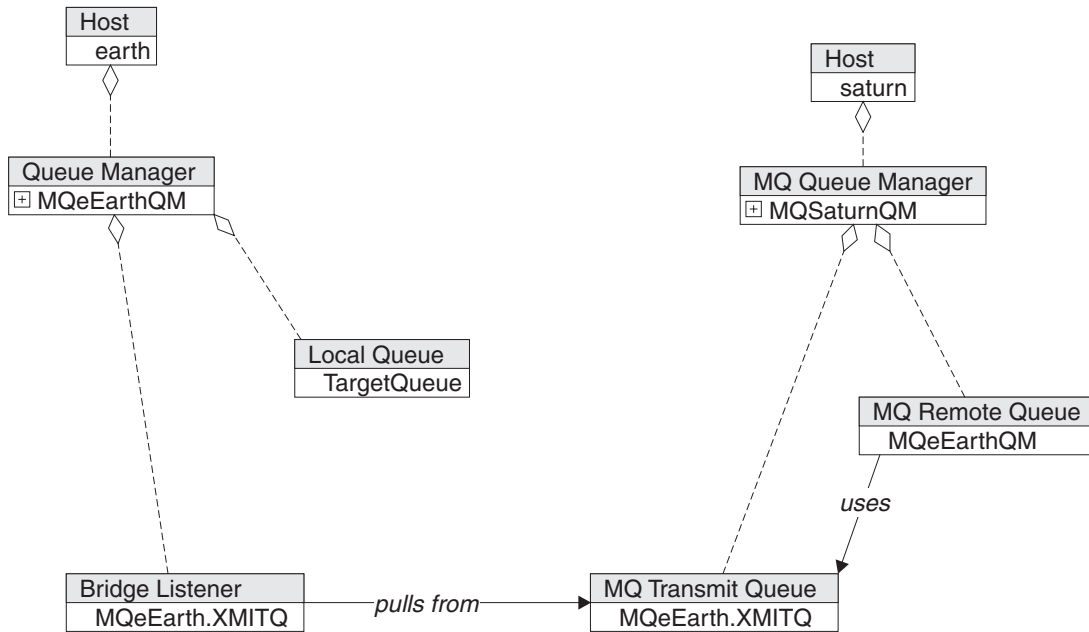 Host
earth
Host
saturn
Queue Manager
MQeEarthQM
MQ Queue Manager
MQSaturnQM
Local Queue
TargetQueue
MQ Remote Queue
MQeEarthQM
uses
Bridge Listener
MQeEarth.XMITQ
pulls from
MQ Transmit Queue
MQeEarth.XMITQ